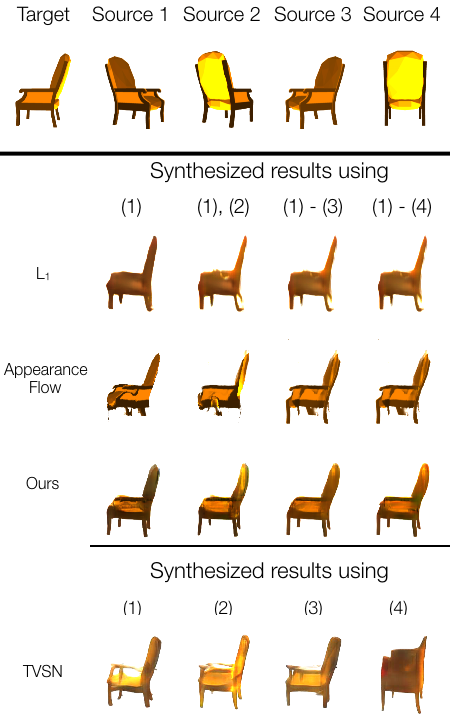 Target Source 1 Source 2 Source 3 Source 4
Synthesized results using
(1) (1), (2) (1) - (3) (1) - (4)
L₁
Appearance
Flow
Ours
Synthesized results using
(1) (2) (3) (4)
TVSN